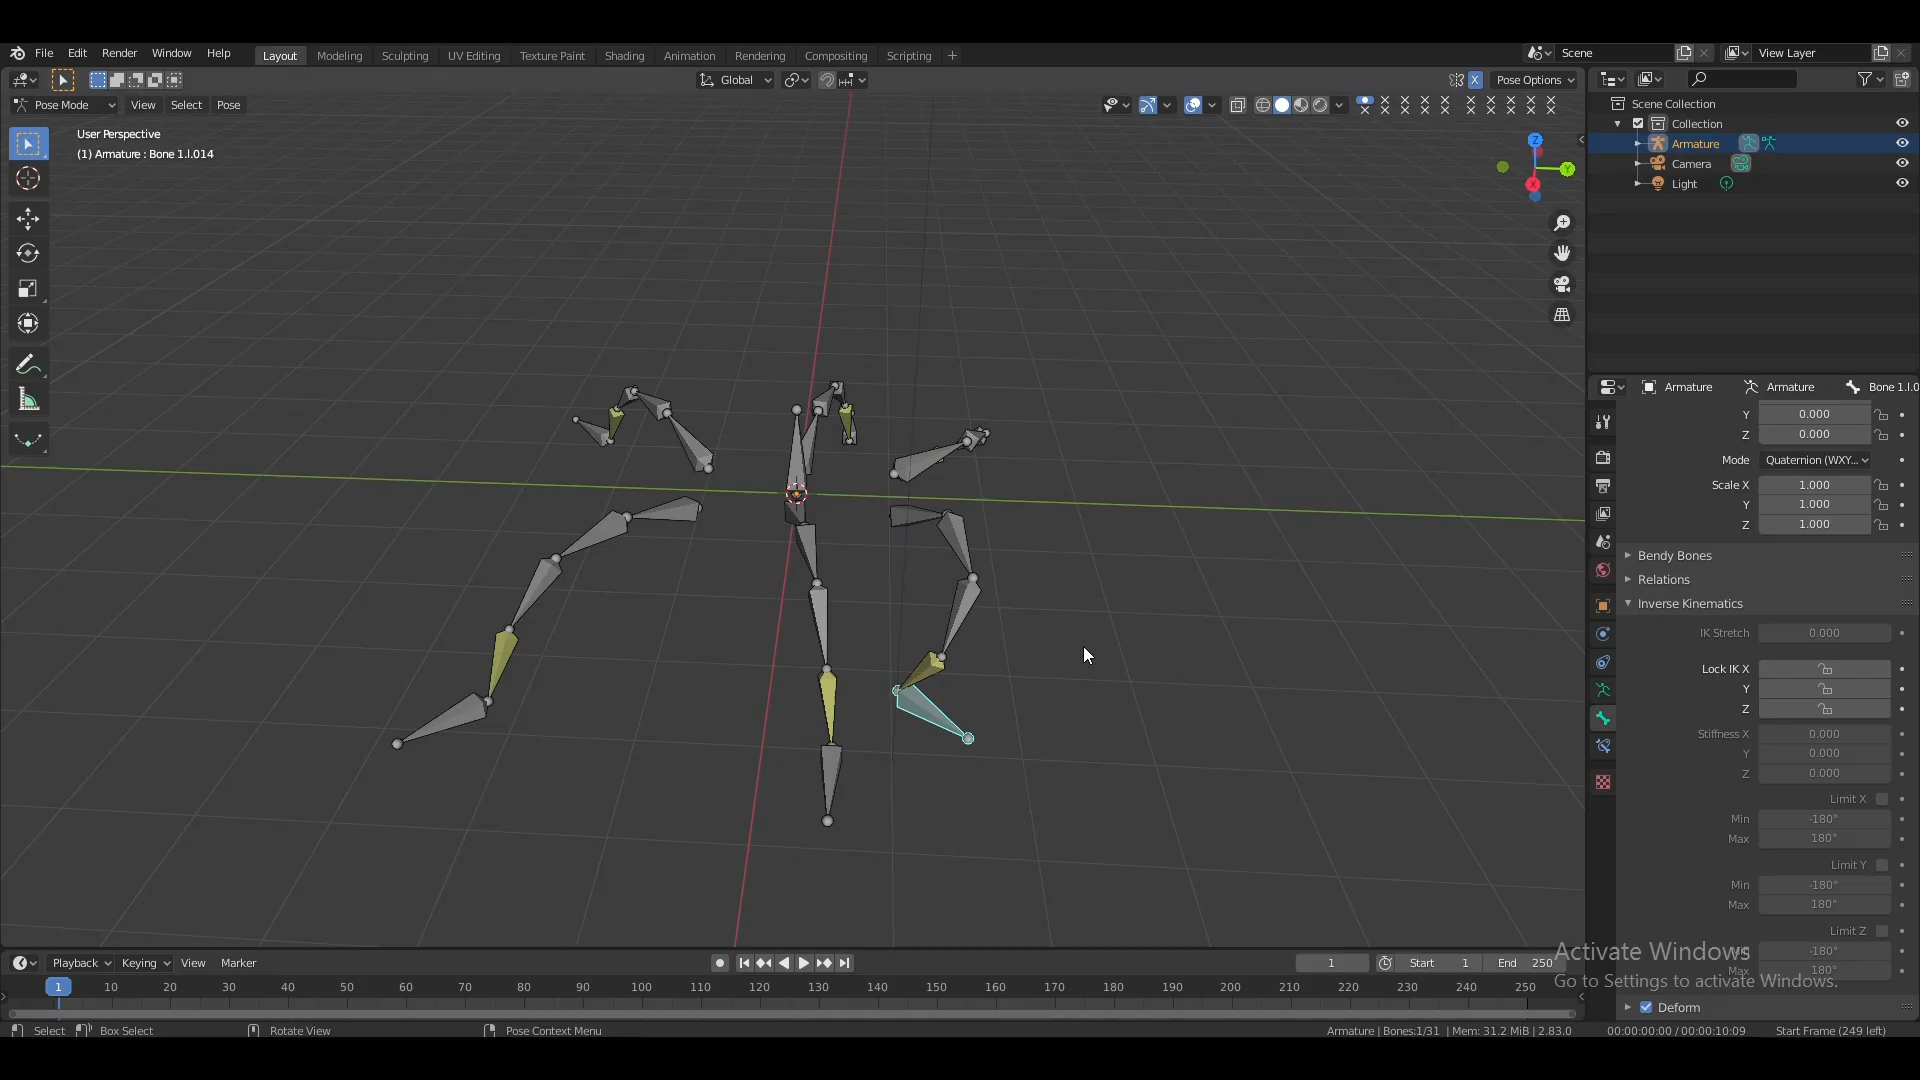 File Edit Render Window Help Layout Modeling Sculpting UV Editing Texture Paint Shading Animation Rendering Compositing Scripting + Scene View Layer
Global X Pose Options
Pose Mode View Select Pose
User Perspective
(1) Armature : Bone 1.l.014
Z
Y
X
Scene Collection
Collection
Armature
Camera
Light
Armature Armature Bone 1.l.0
Y 0.000
Z 0.000
Mode Quaternion (WXY...
Scale X 1.000
Y 1.000
Z 1.000
Bendy Bones
Relations
Inverse Kinematics
IK Stretch 0.000
Lock IK X
Y
Z
Stiffness X 0.000
Y 0.000
Z 0.000
Limit X
Min -180°
Max 180°
Limit Y
Min -180°
Max 180°
Limit Z
Min -180°
Max 180°
Deform
Activate Windows
Go to Settings to activate Windows.
Playback Keying View Marker 1 Start 1 End 250
1 10 20 30 40 50 60 70 80 90 100 110 120 130 140 150 160 170 180 190 200 210 220 230 240 250
Select Box Select Rotate View Pose Context Menu Armature | Bones:1/31 | Mem: 31.2 MiB | 2.83.0 00:00:00:00 / 00:00:10:09 Start Frame (249 left)